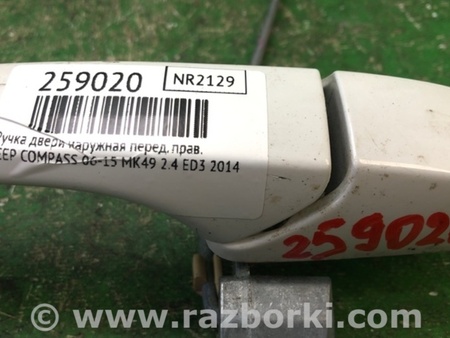 259020
NR2129
Ручка двери наружная перед. прав.
EEP COMPASS 06-15 MK49 2.4 ED3 2014
25902
www.razborki.com